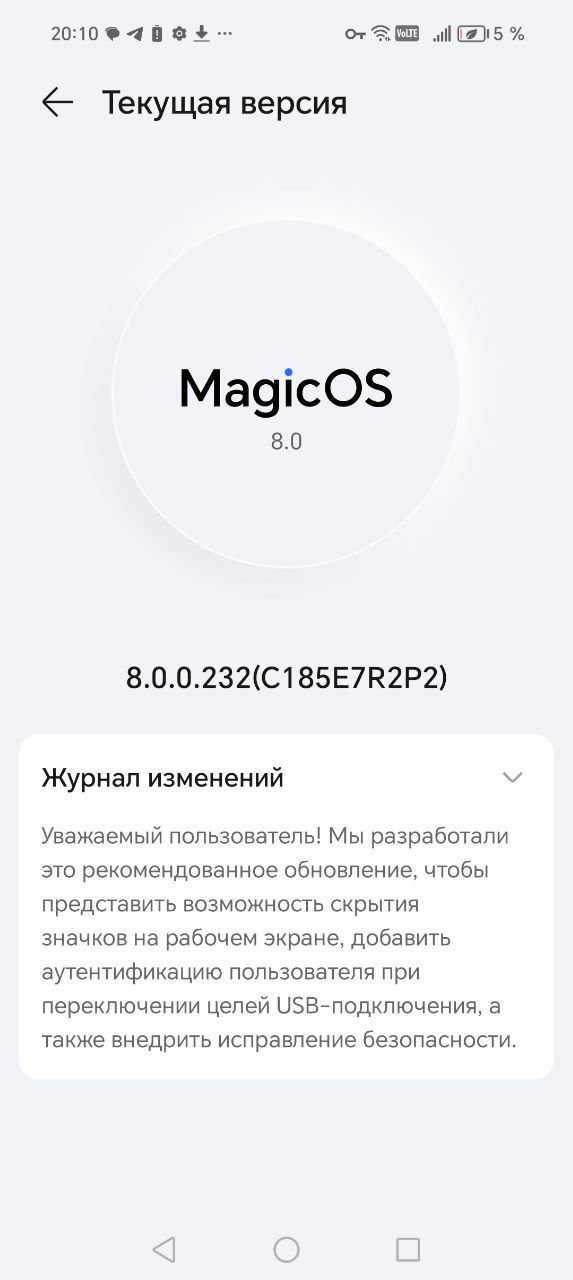 20:10 VoLTE 5 %
Текущая версия
MagicOS
8.0
8.0.0.232(C185E7R2P2)
Журнал изменений
Уважаемый пользователь! Мы разработали
это рекомендованное обновление, чтобы
представить возможность скрытия
значков на рабочем экране, добавить
аутентификацию пользователя при
переключении целей USB-подключения, а
также внедрить исправление безопасности.